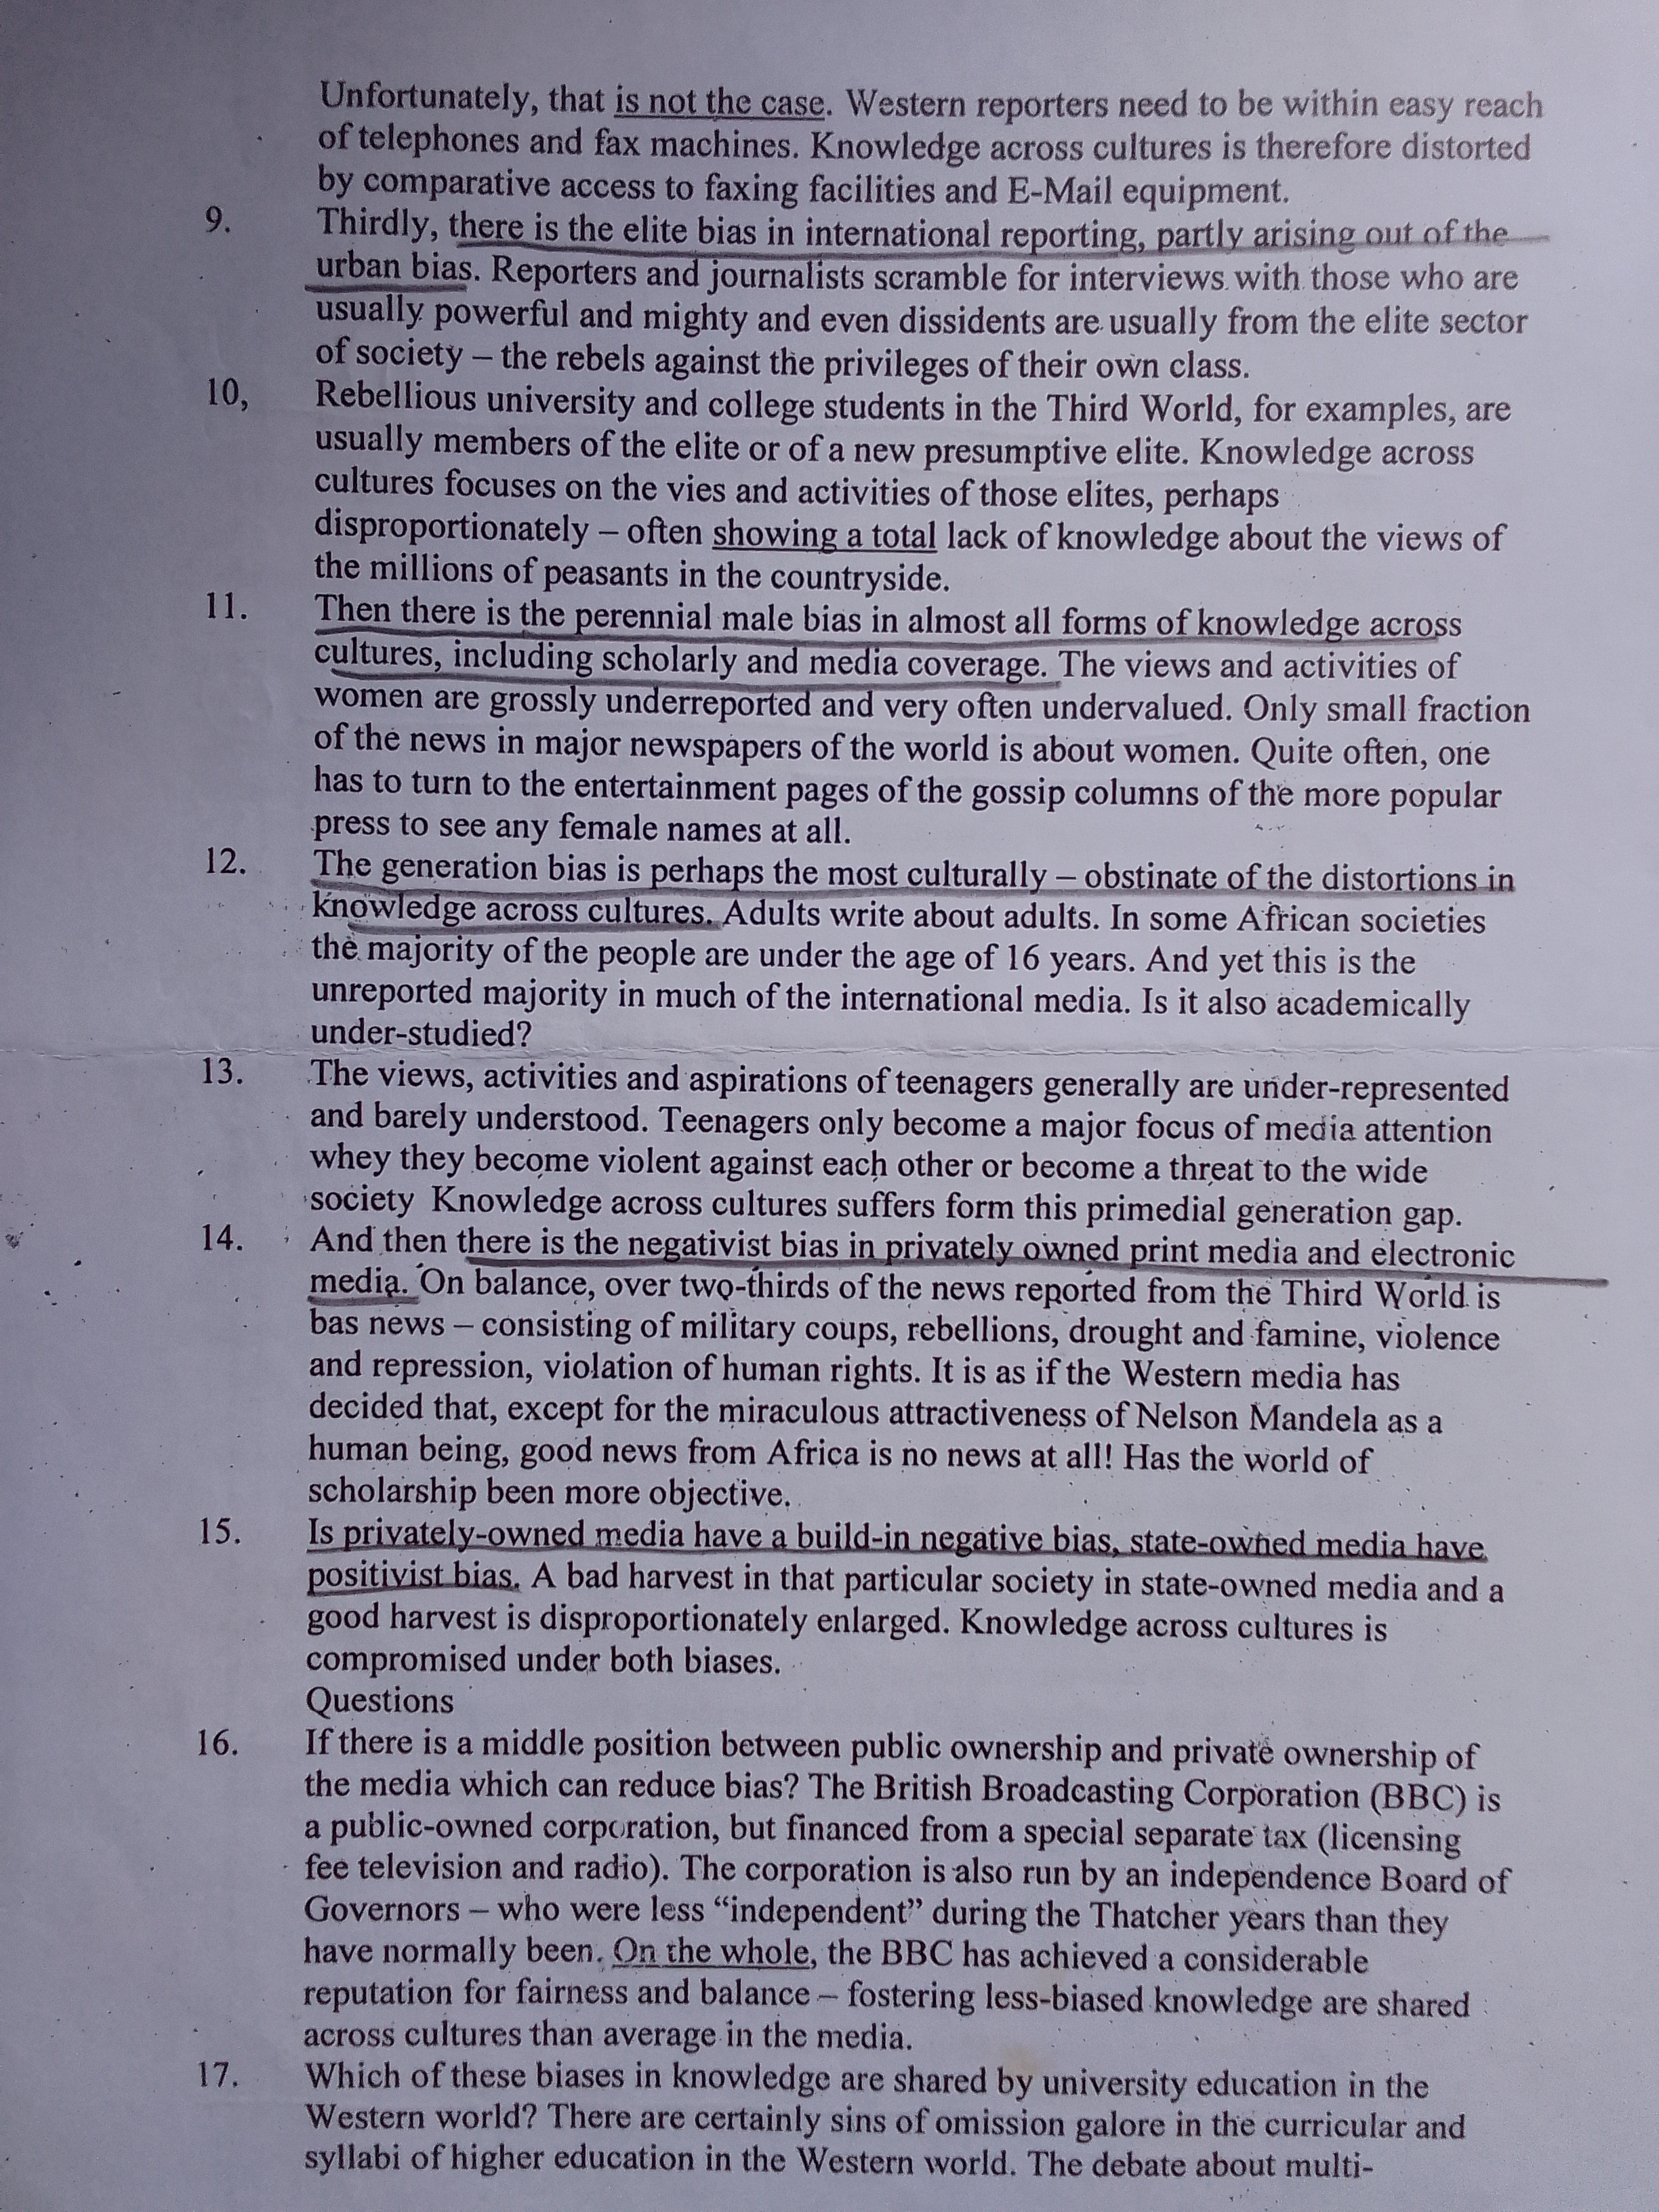 Unfortunately, that is not the case. Western reporters need to be within easy reach
of telephones and fax machines. Knowledge across cultures is therefore distorted
by comparative access to faxing facilities and E-Mail equipment.
9. Thirdly, there is the elite bias in international reporting, partly arising out of the
urban bias. Reporters and journalists scramble for interviews with those who are
usually powerful and mighty and even dissidents are usually from the elite sector
of society – the rebels against the privileges of their own class.
10, Rebellious university and college students in the Third World, for examples, are
usually members of the elite or of a new presumptive elite. Knowledge across
cultures focuses on the vies and activities of those elites, perhaps
disproportionately – often showing a total lack of knowledge about the views of
the millions of peasants in the countryside.
11. Then there is the perennial male bias in almost all forms of knowledge across
cultures, including scholarly and media coverage. The views and activities of
women are grossly underreported and very often undervalued. Only small fraction
of the news in major newspapers of the world is about women. Quite often, one
has to turn to the entertainment pages of the gossip columns of the more popular
press to see any female names at all.
12. The generation bias is perhaps the most culturally – obstinate of the distortions in
knowledge across cultures. Adults write about adults. In some African societies
the majority of the people are under the age of 16 years. And yet this is the
unreported majority in much of the international media. Is it also academically
under-studied?
13. The views, activities and aspirations of teenagers generally are under-represented
and barely understood. Teenagers only become a major focus of media attention
whey they become violent against each other or become a threat to the wide
society Knowledge across cultures suffers form this primedial generation gap.
14. And then there is the negativist bias in privately owned print media and electronic
media. On balance, over two-thirds of the news reported from the Third World is
bas news – consisting of military coups, rebellions, drought and famine, violence
and repression, violation of human rights. It is as if the Western media has
decided that, except for the miraculous attractiveness of Nelson Mandela as a
human being, good news from Africa is no news at all! Has the world of
scholarship been more objective.
15. Is privately-owned media have a build-in negative bias, state-owned media have
positivist bias. A bad harvest in that particular society in state-owned media and a
good harvest is disproportionately enlarged. Knowledge across cultures is
compromised under both biases.
Questions
16. If there is a middle position between public ownership and private ownership of
the media which can reduce bias? The British Broadcasting Corporation (BBC) is
a public-owned corporation, but financed from a special separate tax (licensing
fee television and radio). The corporation is also run by an independence Board of
Governors – who were less “independent” during the Thatcher years than they
have normally been. On the whole, the BBC has achieved a considerable
reputation for fairness and balance – fostering less-biased knowledge are shared
across cultures than average in the media.
17. Which of these biases in knowledge are shared by university education in the
Western world? There are certainly sins of omission galore in the curricular and
syllabi of higher education in the Western world. The debate about multi-